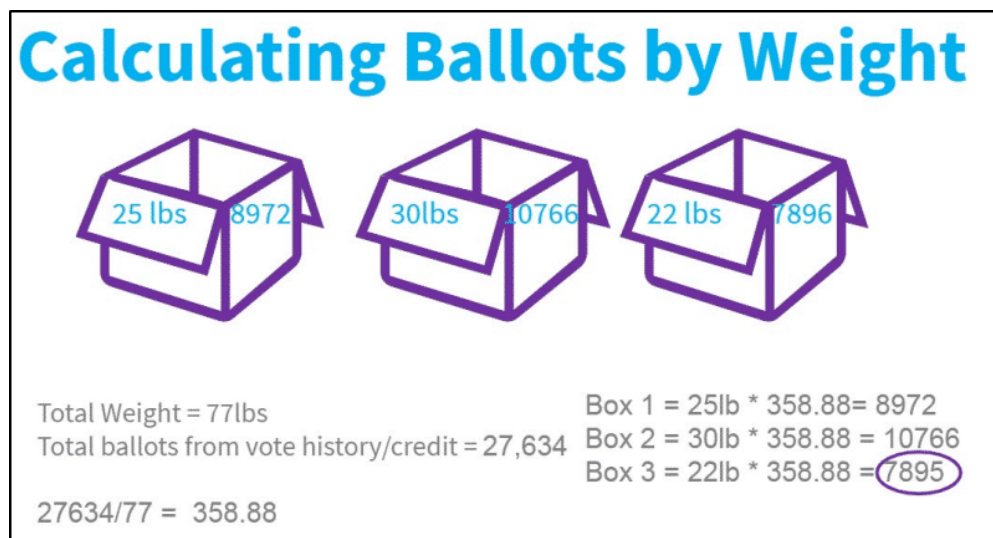 Calculating Ballots by Weight
25 lbs 8972 30lbs 10766 22 lbs 7896
Total Weight = 77lbs
Total ballots from vote history/credit = 27,634
27634/77 = 358.88
Box 1 = 25lb * 358.88= 8972
Box 2 = 30lb * 358.88 = 10766
Box 3 = 22lb * 358.88 = 7895